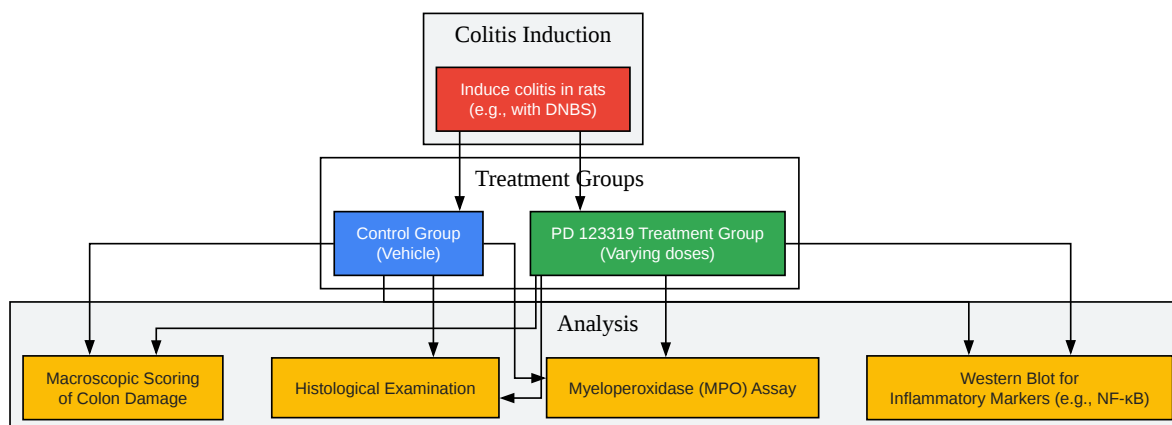 Colitis Induction
Induce colitis in rats
(e.g., with DNBS)
Treatment Groups
Control Group
(Vehicle)
PD 123319 Treatment Group
(Varying doses)
Analysis
Macroscopic Scoring
of Colon Damage
Histological Examination
Myeloperoxidase (MPO) Assay
Western Blot for
Inflammatory Markers (e.g., NF-κB)